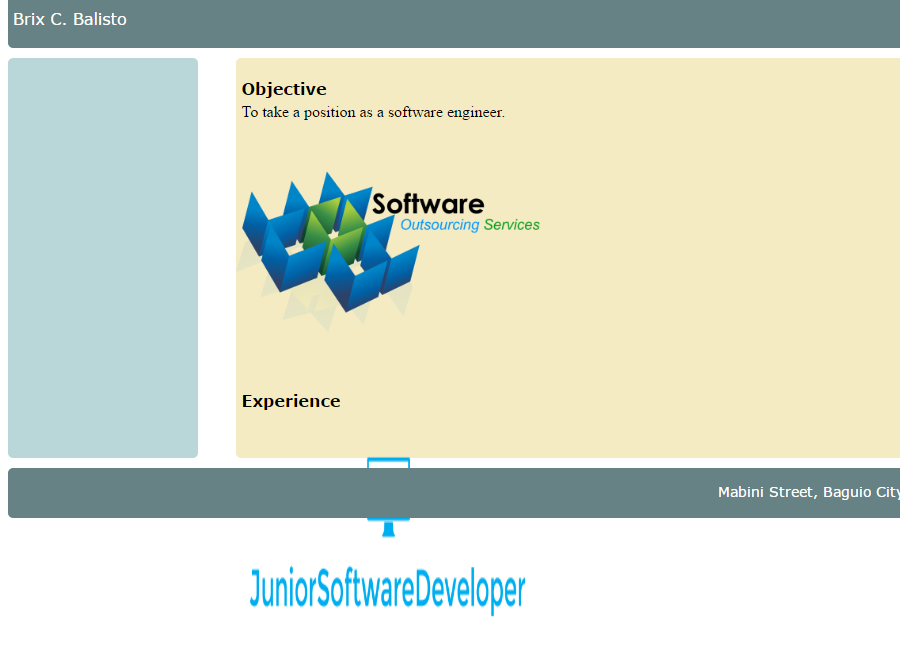 Brix C. Balisto
Objective
To take a position as a software engineer.
Software
Outsourcing Services
Experience
Mabini Street, Baguio City
JuniorSoftwareDeveloper